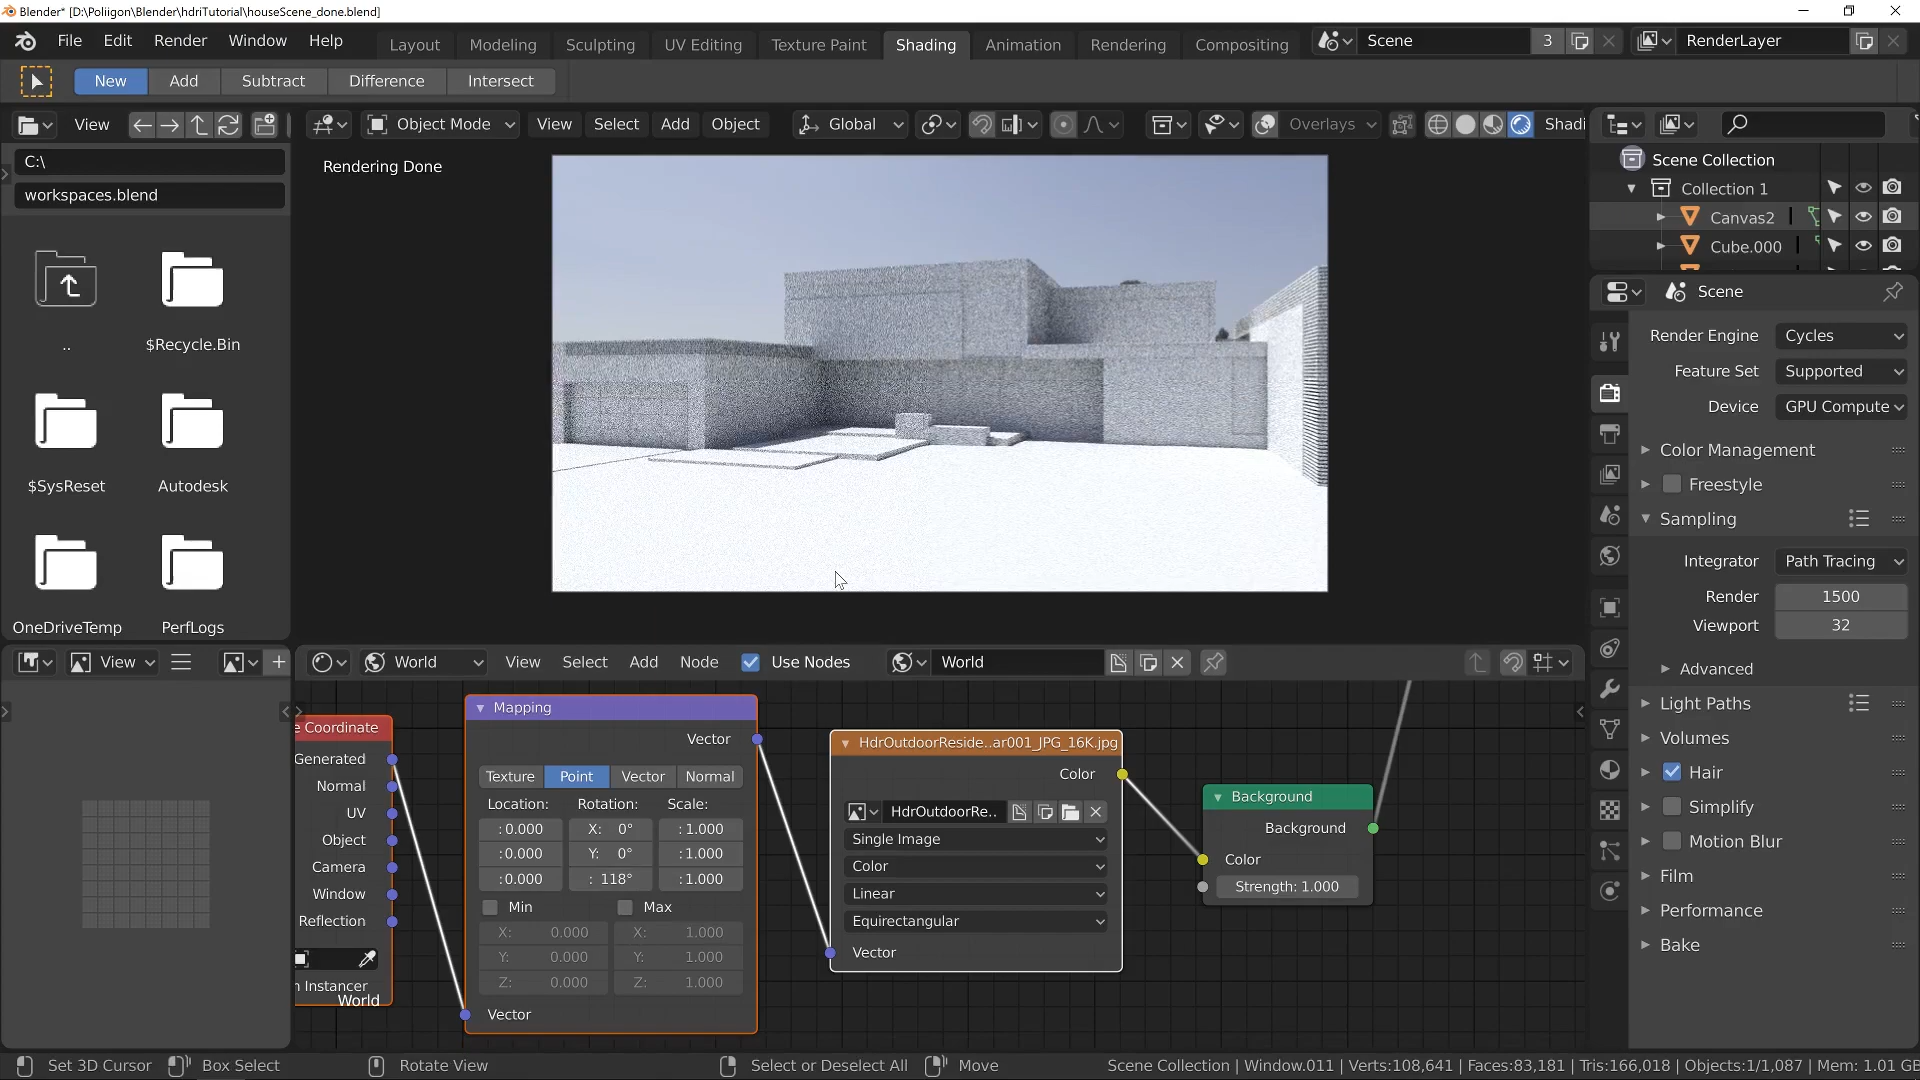 Blender* [D:\Poliigon\Blender\hdriTutorial\houseScene_done.blend]
File Edit Render Window Help Layout Modeling Sculpting UV Editing Texture Paint Shading Animation Rendering Compositing Scene 3 RenderLayer
New Add Subtract Difference Intersect
View Object Mode View Select Add Object Global Overlays Shadi
C:\
workspaces.blend
..
$Recycle.Bin
$SysReset
Autodesk
OneDriveTemp
PerfLogs
Rendering Done
Scene Collection
Collection 1
Canvas2
Cube.000
Scene
Render Engine Cycles
Feature Set Supported
Device GPU Compute
Color Management
Freestyle
Sampling
Integrator Path Tracing
Render 1500
Viewport 32
Advanced
Light Paths
Volumes
Hair
Simplify
Motion Blur
Film
Performance
Bake
View World View Select Add Node Use Nodes World
e Coordinate
Generated
Normal
UV
Object
Camera
Window
Reflection
n Instancer
World
Mapping
Vector
Texture Point Vector Normal
Location: Rotation: Scale:
:0.000 X: 0° :1.000
:0.000 Y: 0° :1.000
:0.000 : 118° :1.000
Min Max
X: 0.000 X: 1.000
Y: 0.000 Y: 1.000
Z: 0.000 Z: 1.000
Vector
HdrOutdoorReside..ar001_JPG_16K.jpg
Color
HdrOutdoorRe..
Single Image
Color
Linear
Equirectangular
Vector
Background
Background
Color
Strength: 1.000
Set 3D Cursor Box Select Rotate View Select or Deselect All Move Scene Collection | Window.011 | Verts:108,641 | Faces:83,181 | Tris:166,018 | Objects:1/1,087 | Mem: 1.01 GB